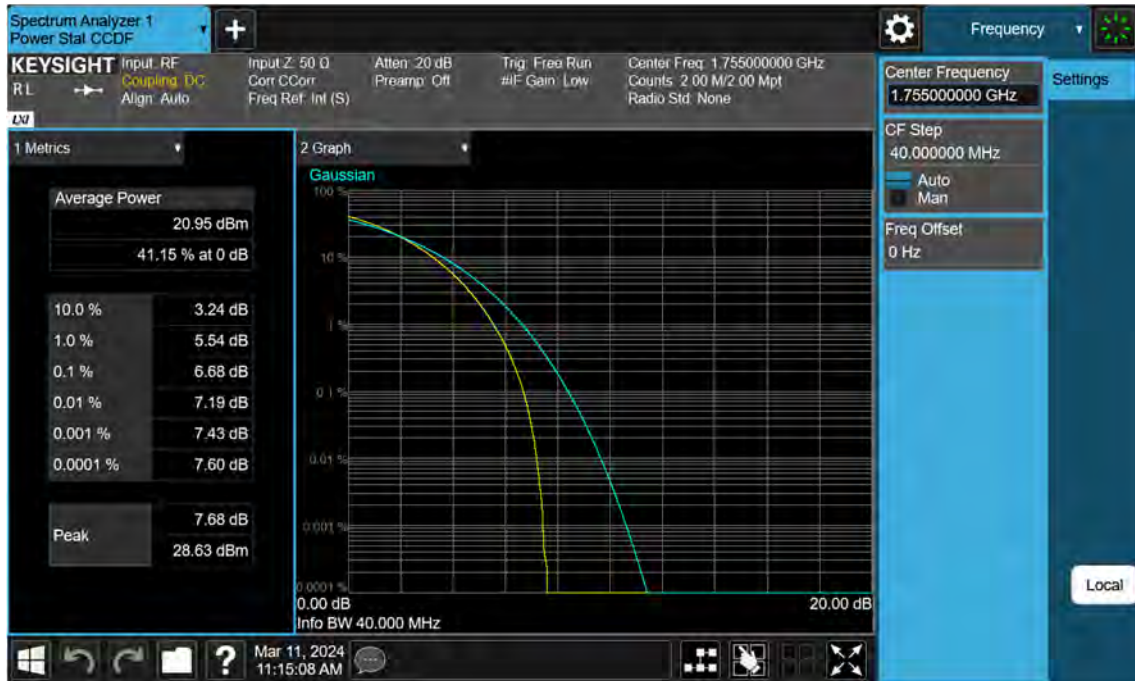 Spectrum Analyzer 1
Power Stat CCDF
Frequency
KEYSIGHT
RL
LXI
Input: RF
Coupling: DC
Align: Auto
Input Z: 50 Ω
Corr CCorr
Freq Ref: Int (S)
Atten: 20 dB
Preamp: Off
Trig: Free Run
#IF Gain: Low
Center Freq: 1.755000000 GHz
Counts: 2.00 M/2.00 Mpt
Radio Std: None
Center Frequency
1.755000000 GHz
Settings
CF Step
40.000000 MHz
Auto
Man
Freq Offset
0 Hz
Local
1 Metrics
Average Power
20.95 dBm
41.15 % at 0 dB
10.0 % 3.24 dB
1.0 % 5.54 dB
0.1 % 6.68 dB
0.01 % 7.19 dB
0.001 % 7.43 dB
0.0001 % 7.60 dB
Peak
7.68 dB
28.63 dBm
2 Graph
Gaussian
100 %
10 %
1 %
0.1 %
0.01 %
0.001 %
0.0001 %
0.00 dB 20.00 dB
Info BW 40.000 MHz
?
Mar 11, 2024
11:15:08 AM